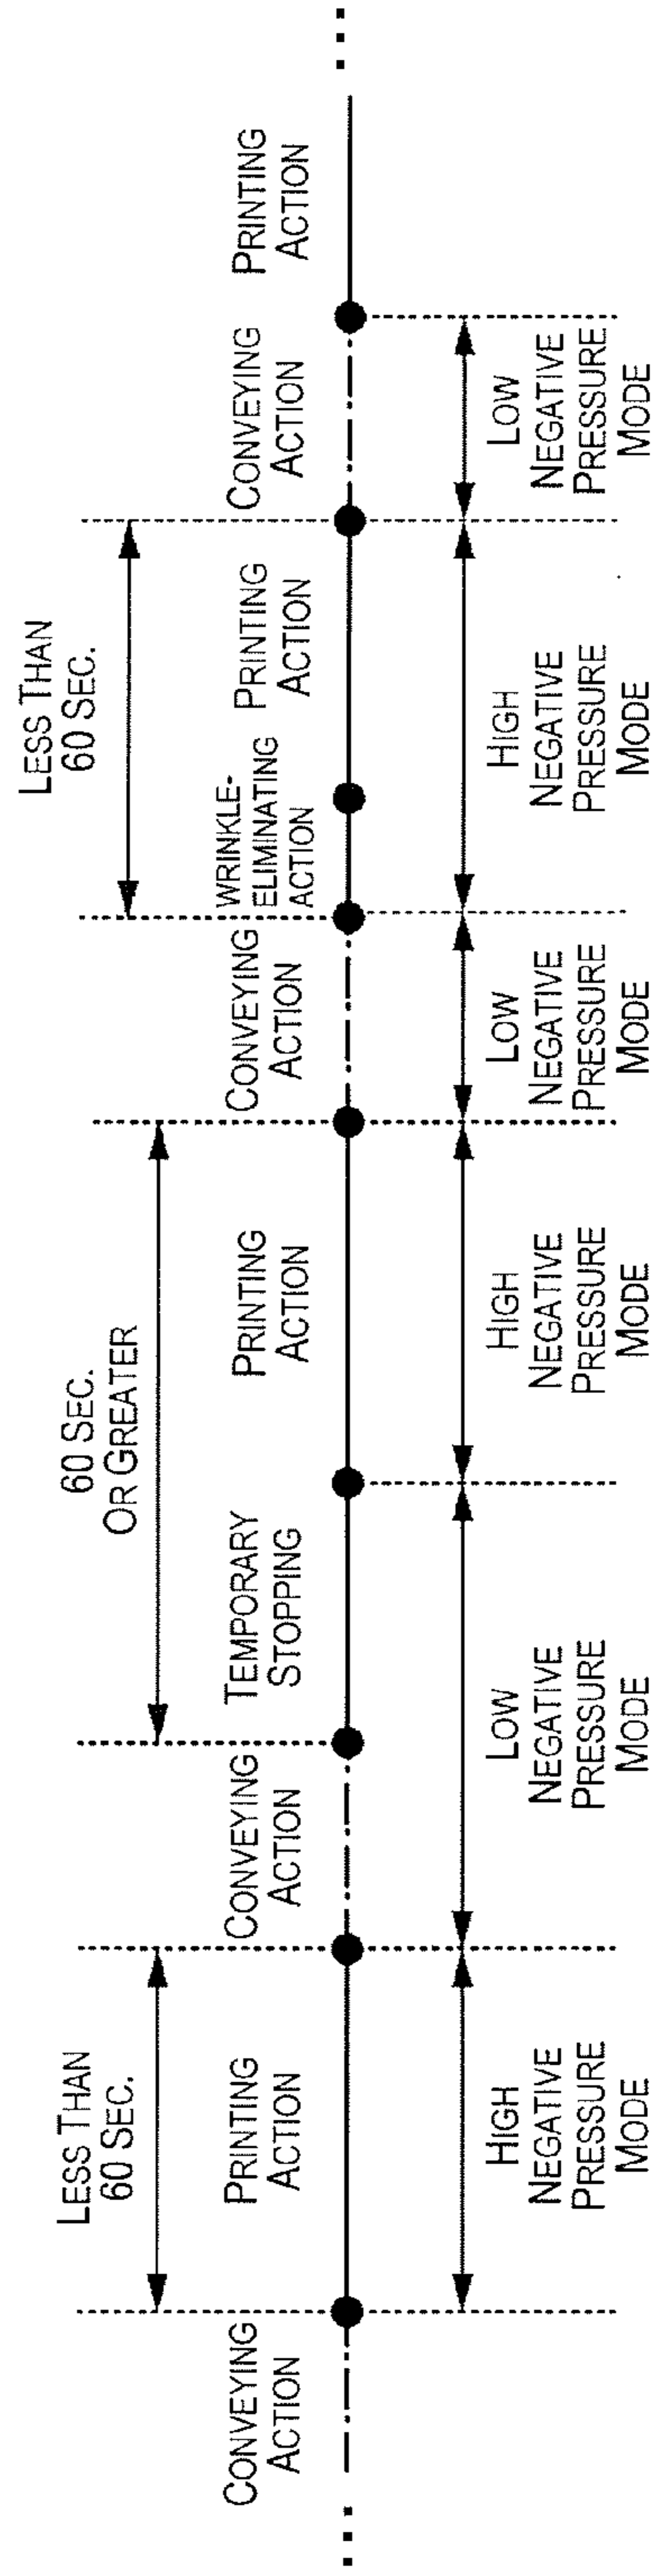 LESS THAN
60 SEC.
60 SEC.
OR GREATER
LESS THAN
60 SEC.
CONVEYING
ACTION
PRINTING
ACTION
CONVEYING
ACTION
TEMPORARY
STOPPING
PRINTING
ACTION
CONVEYING
ACTION
WRINKLE-
ELIMINATING
ACTION
PRINTING
ACTION
CONVEYING
ACTION
PRINTING
ACTION
HIGH
NEGATIVE
PRESSURE
MODE
LOW
NEGATIVE
PRESSURE
MODE
HIGH
NEGATIVE
PRESSURE
MODE
LOW
NEGATIVE
PRESSURE
MODE
HIGH
NEGATIVE
PRESSURE
MODE
LOW
NEGATIVE
PRESSURE
MODE